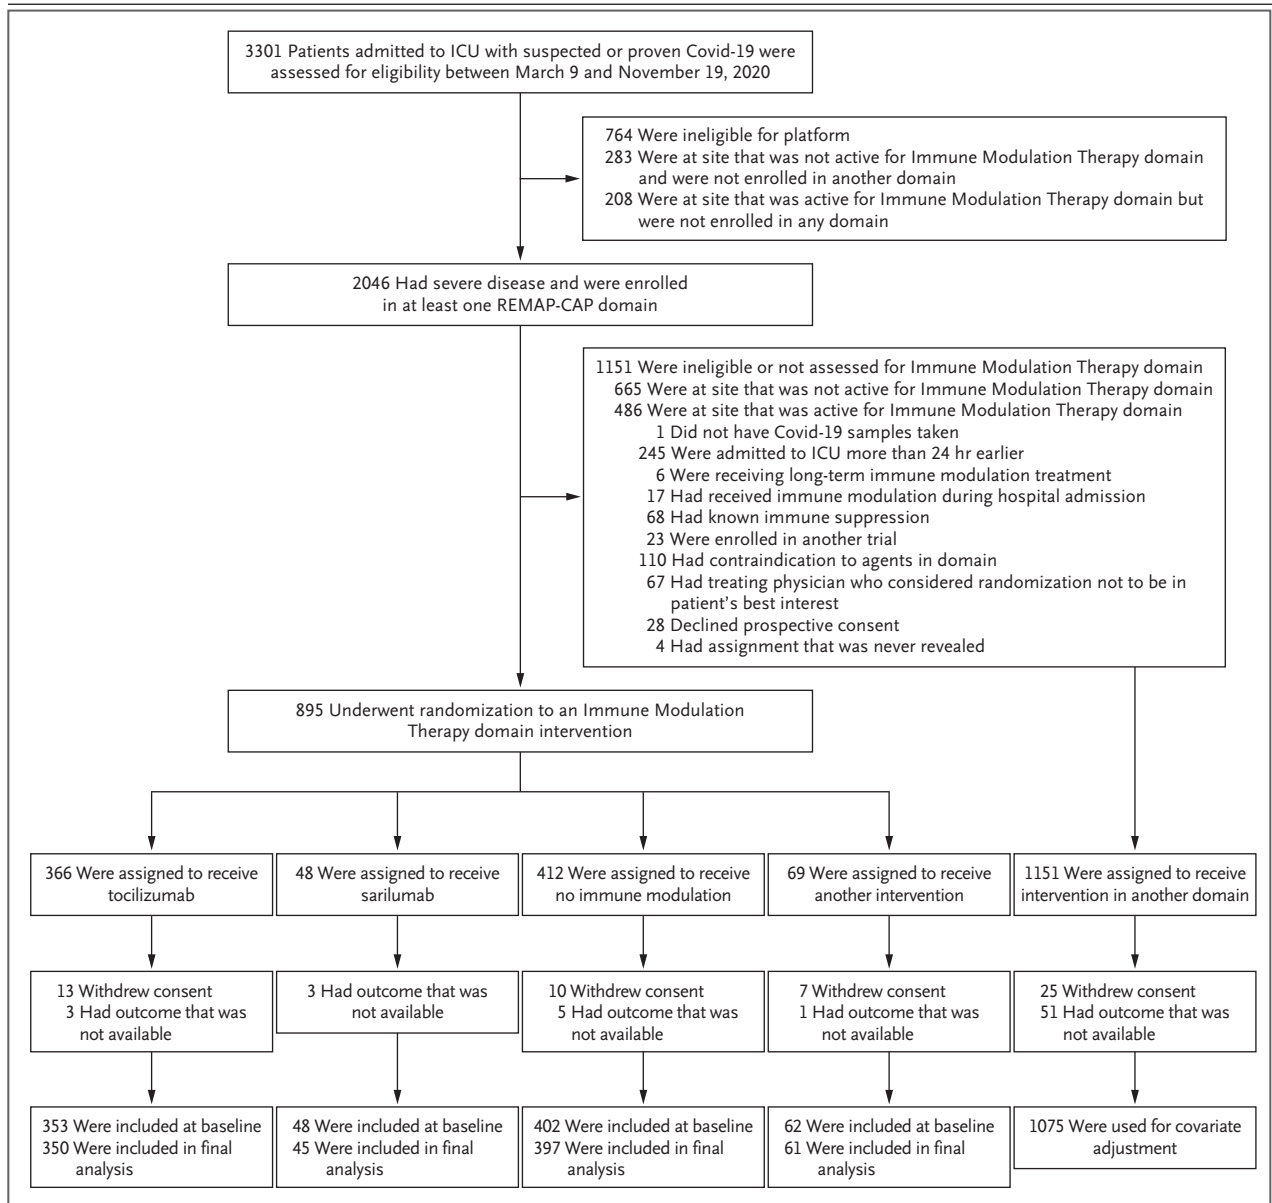 3301 Patients admitted to ICU with suspected or proven Covid-19 were
assessed for eligibility between March 9 and November 19, 2020
764 Were ineligible for platform
283 Were at site that was not active for Immune Modulation Therapy domain
and were not enrolled in another domain
208 Were at site that was active for Immune Modulation Therapy domain but
were not enrolled in any domain
2046 Had severe disease and were enrolled
in at least one REMAP-CAP domain
1151 Were ineligible or not assessed for Immune Modulation Therapy domain
665 Were at site that was not active for Immune Modulation Therapy domain
486 Were at site that was active for Immune Modulation Therapy domain
1 Did not have Covid-19 samples taken
245 Were admitted to ICU more than 24 hr earlier
6 Were receiving long-term immune modulation treatment
17 Had received immune modulation during hospital admission
68 Had known immune suppression
23 Were enrolled in another trial
110 Had contraindication to agents in domain
67 Had treating physician who considered randomization not to be in
patient's best interest
28 Declined prospective consent
4 Had assignment that was never revealed
895 Underwent randomization to an Immune Modulation
Therapy domain intervention
366 Were assigned to receive
tocilizumab
48 Were assigned to receive
sarilumab
412 Were assigned to receive
no immune modulation
69 Were assigned to receive
another intervention
1151 Were assigned to receive
intervention in another domain
13 Withdrew consent
3 Had outcome that was
not available
3 Had outcome that was
not available
10 Withdrew consent
5 Had outcome that was
not available
7 Withdrew consent
1 Had outcome that was
not available
25 Withdrew consent
51 Had outcome that was
not available
353 Were included at baseline
350 Were included in final
analysis
48 Were included at baseline
45 Were included in final
analysis
402 Were included at baseline
397 Were included in final
analysis
62 Were included at baseline
61 Were included in final
analysis
1075 Were used for covariate
adjustment